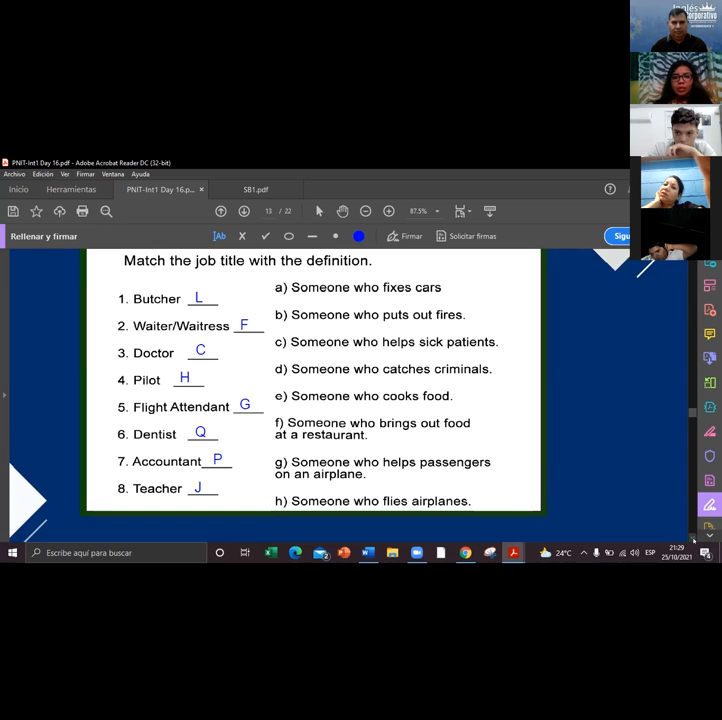 Inglés
Corporativo
PNIT-Int1 Day 16.pdf - Adobe Acrobat Reader DC (32-bit)
Archivo Edición Ver Firmar Ventana Ayuda
Inicio Herramientas PNIT-Int1 Day 16.p... × SB1.pdf
13 / 22 87.5%
Rellenar y firmar Ab Firmar Solicitar firmas Sigu
Match the job title with the definition.
1. Butcher L
2. Waiter/Waitress F
3. Doctor C
4. Pilot H
5. Flight Attendant G
6. Dentist Q
7. Accountant P
8. Teacher J
a) Someone who fixes cars
b) Someone who puts out fires.
c) Someone who helps sick patients.
d) Someone who catches criminals.
e) Someone who cooks food.
f) Someone who brings out food
at a restaurant.
g) Someone who helps passengers
on an airplane.
h) Someone who flies airplanes.
Escribe aquí para buscar
24°C ESP
21:29
25/10/2021